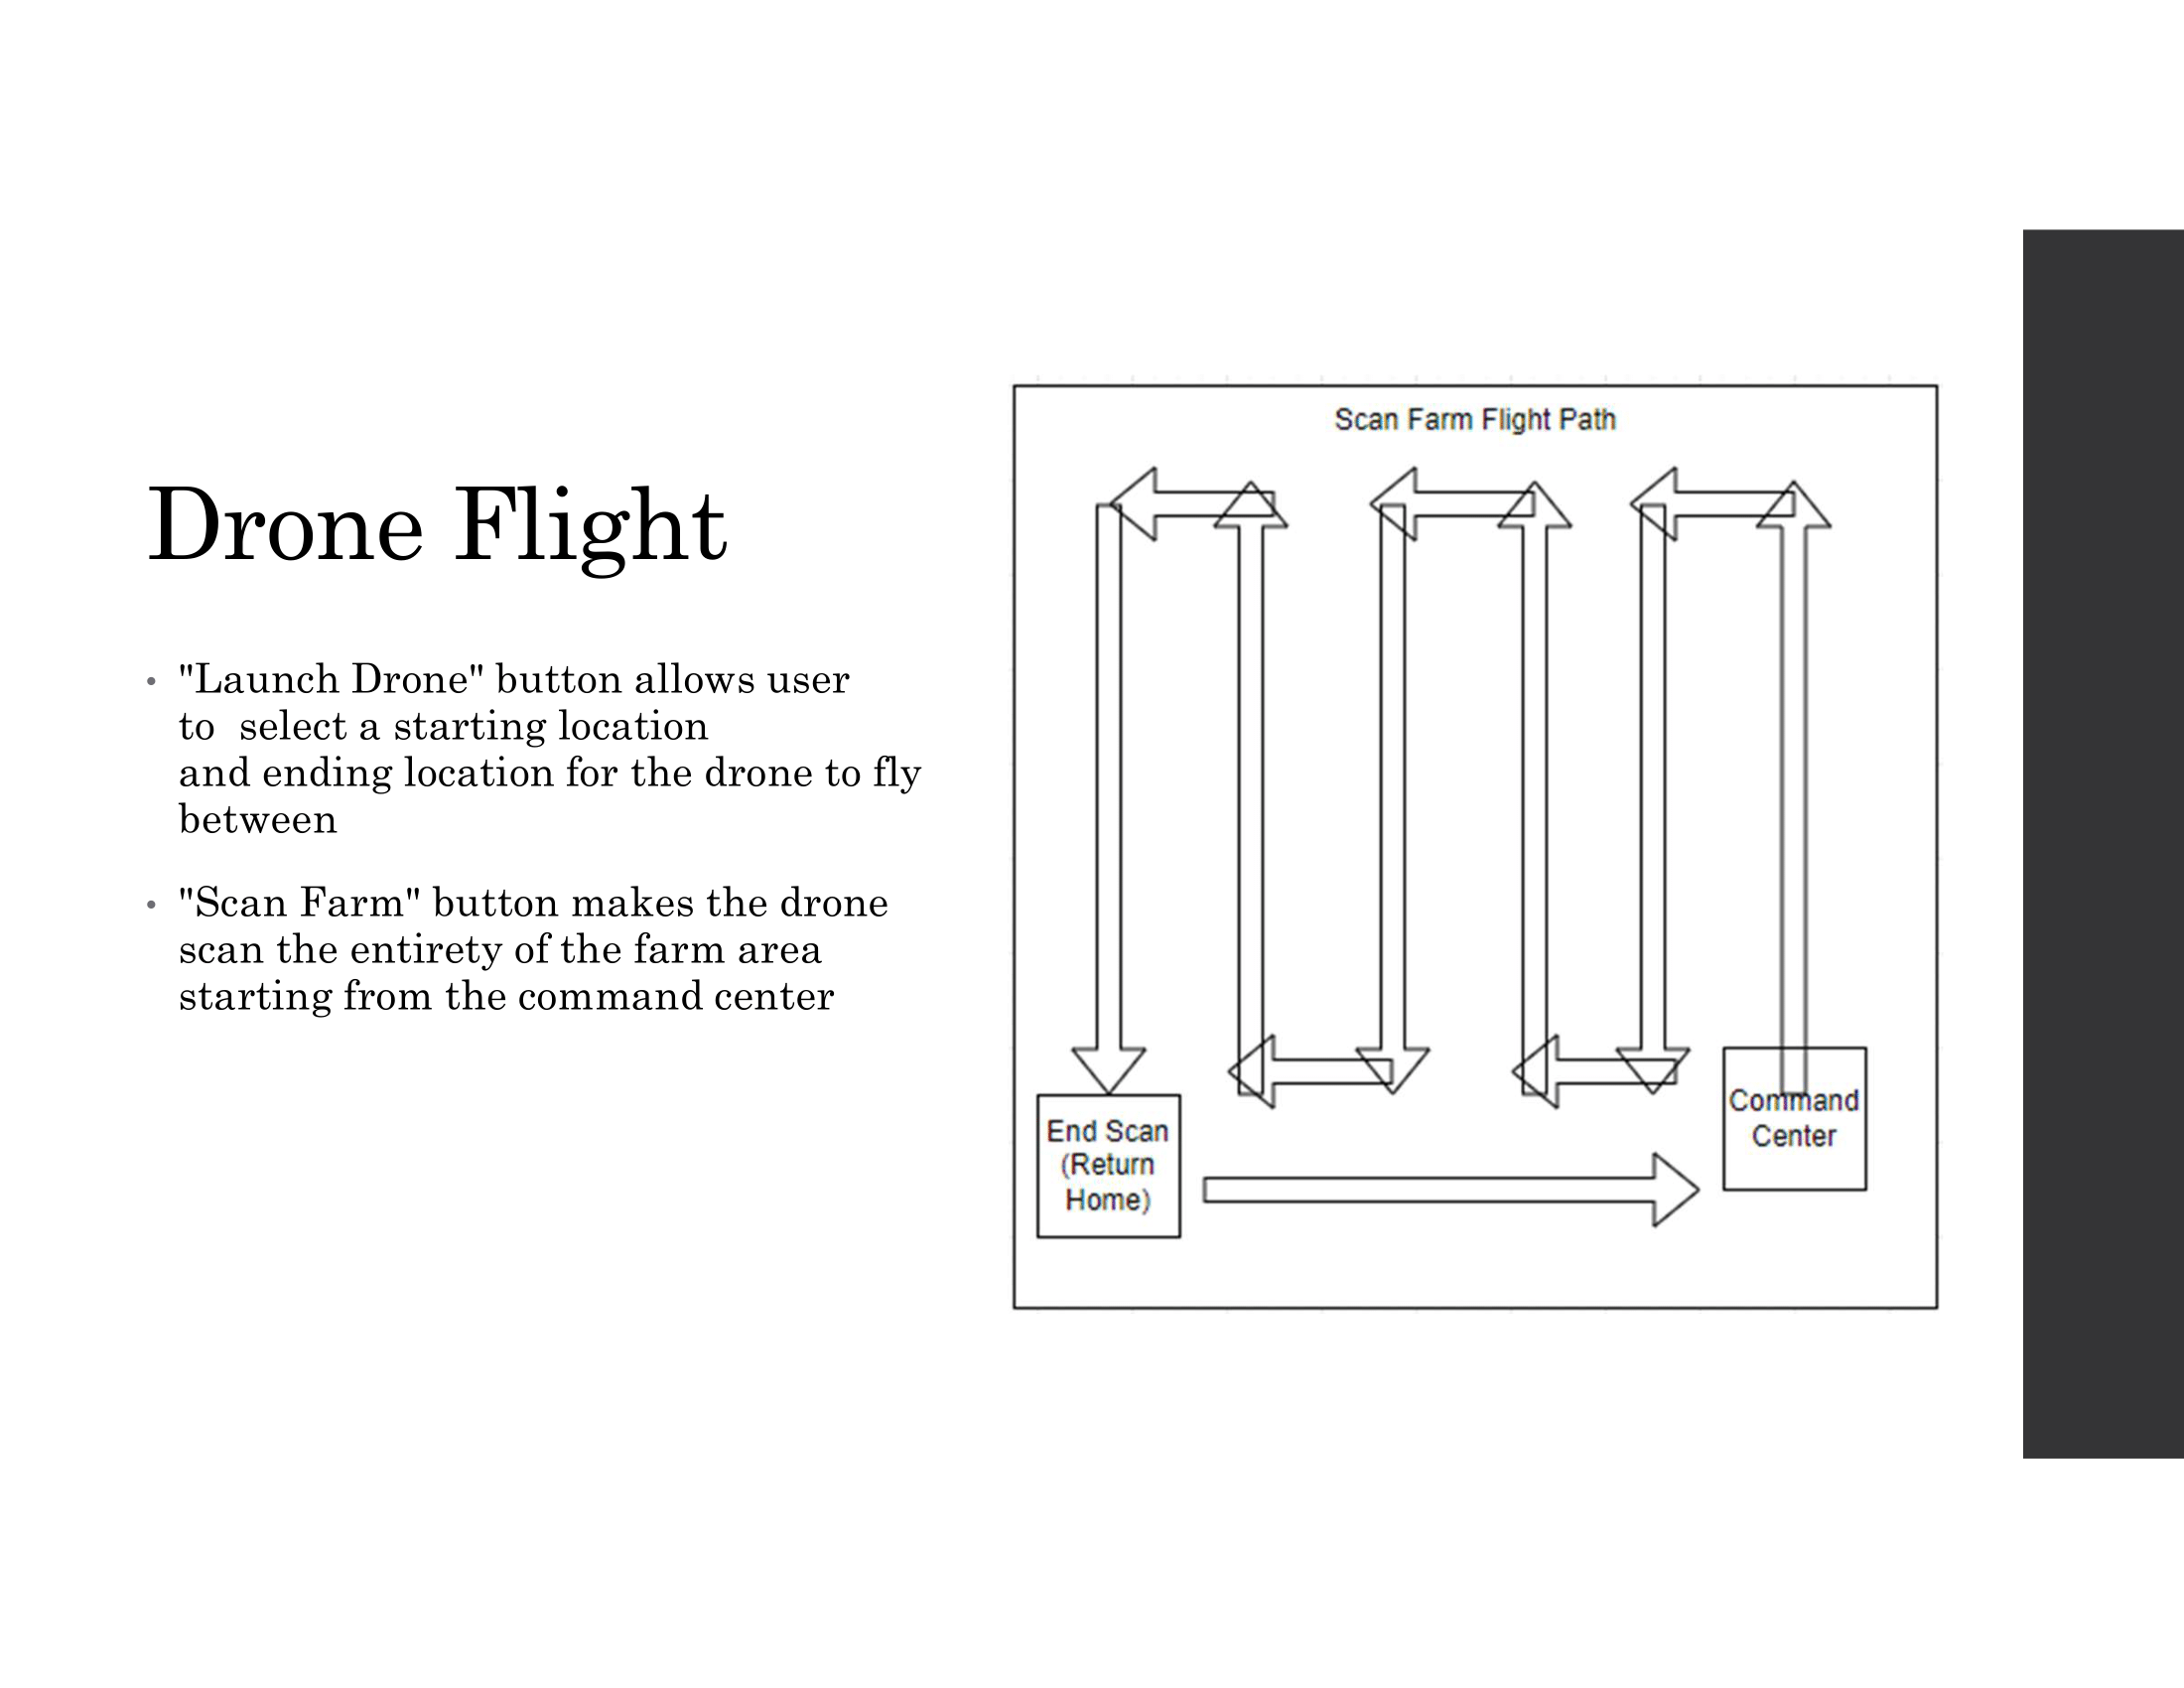 Drone Flight
• "Launch Drone" button allows user
to  select a starting location
and ending location for the drone to fly
between
• "Scan Farm" button makes the drone
scan the entirety of the farm area
starting from the command center
Scan Farm Flight Path
End Scan
(Return
Home)
Command
Center